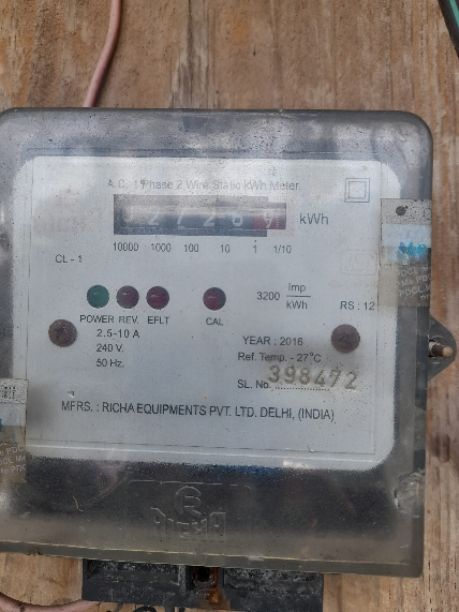 A.C. 1 Phase 2 Wire Static kWh Meter
kWh
10000 1000 100 10 1 1/10
CL - 1
3200 Imp/kWh
RS : 12
POWER REV. EFLT CAL
2.5-10 A
240 V.
50 Hz.
YEAR : 2016
Ref. Temp. - 27°C
SL. No. 398472
MFRS. : RICHA EQUIPMENTS PVT. LTD. DELHI, (INDIA)
RICHA